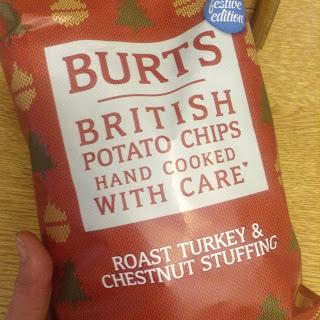 festive
edition
BURTS
BRITISH
POTATO CHIPS
HAND COOKED
WITH CARE
ROAST TURKEY &
CHESTNUT STUFFING